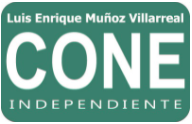 Luis Enrique Muñoz Villarreal
CONE
INDEPENDIENTE